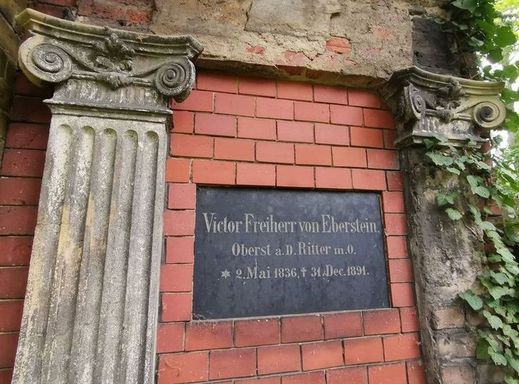 Victor Freiherr von Eberstein.
Oberst a.D. Ritter m.O.
✶ 2. Mai 1836, † 31. Dec. 1891.